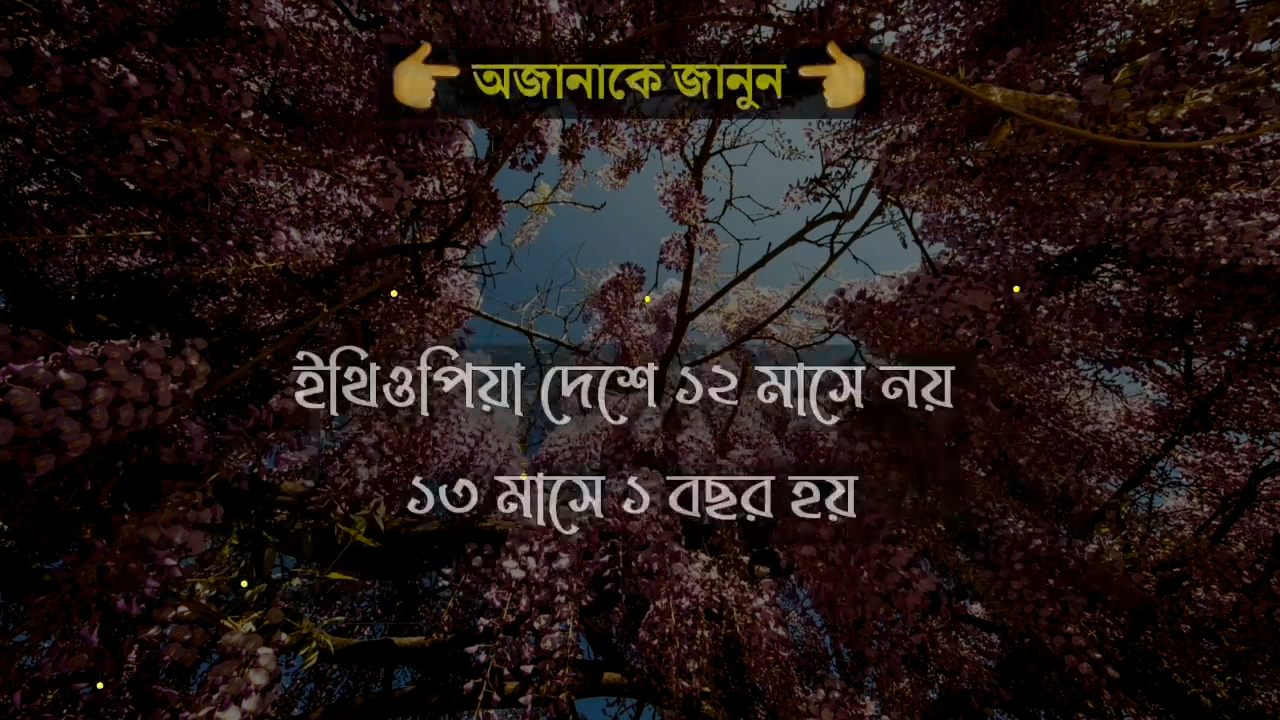 👉 অজানাকে জানুন 👈
ইথিওপিয়া দেশে ১২ মাসে নয়
১৩ মাসে ১ বছর হয়